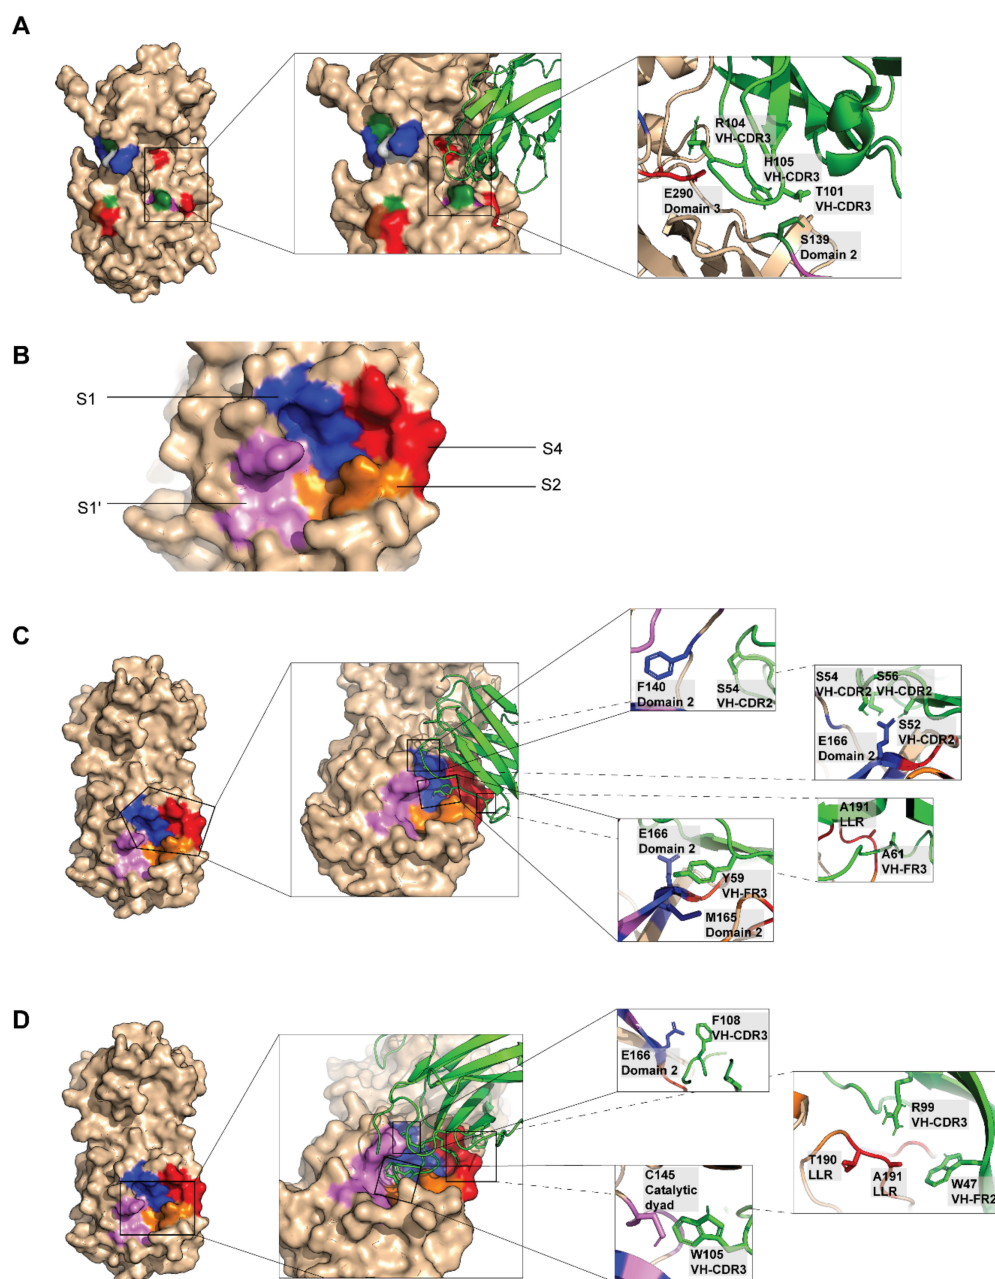 A
R104
VH-CDR3
H105
VH-CDR3
T101
VH-CDR3
E290
Domain 3
S139
Domain 2
B
S1
S4
S2
S1'
C
F140
Domain 2
S54
VH-CDR2
S54
VH-CDR2
S56
VH-CDR2
S52
VH-CDR2
E166
Domain 2
A191
LLR
A61
VH-FR3
E166
Domain 2
Y59
VH-FR3
M165
Domain 2
D
F108
VH-CDR3
E166
Domain 2
R99
VH-CDR3
T190
LLR
A191
LLR
W47
VH-FR2
C145
Catalytic
dyad
W105
VH-CDR3